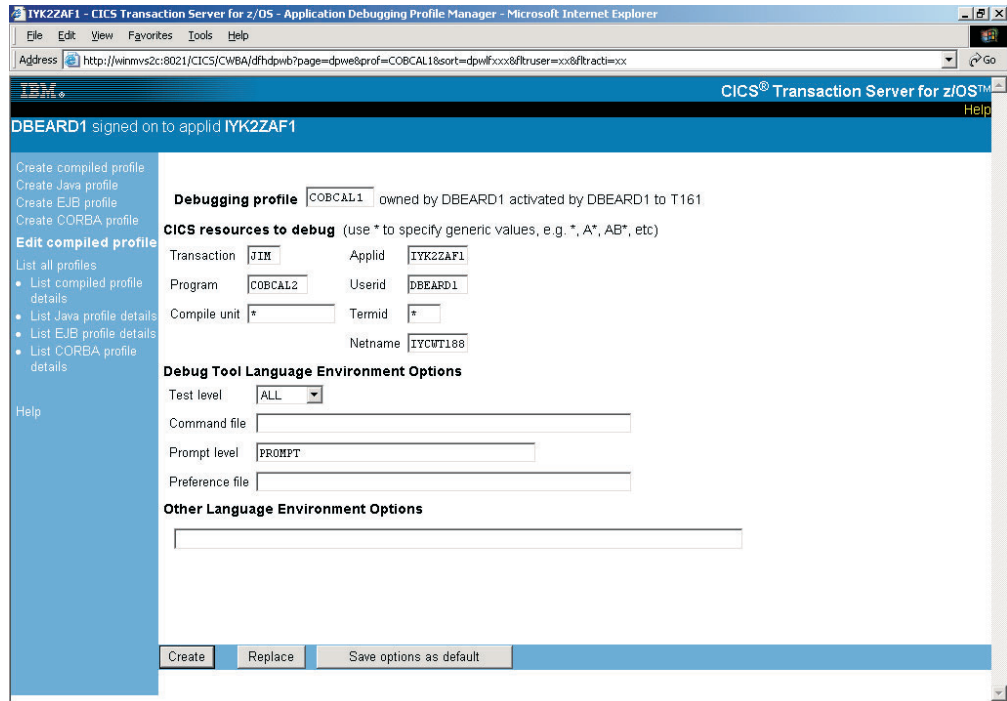 IYK2ZAF1 - CICS Transaction Server for z/OS - Application Debugging Profile Manager - Microsoft Internet Explorer
File Edit View Favorites Tools Help
Address http://winmvs2c:8021/CICS/CWBA/dfhdpwb?page=dpwe&prof=COBCAL1&sort=dpwlfxxx&fltruser=xx&fltracti=xx Go
IBM® CICS® Transaction Server for z/OS™
Help
DBEARD1 signed on to applid IYK2ZAF1
Create compiled profile
Create Java profile
Create EJB profile
Create CORBA profile
Edit compiled profile
List all profiles
• List compiled profile
details
• List Java profile details
• List EJB profile details
• List CORBA profile
details
Help
Debugging profile COBCAL1 owned by DBEARD1 activated by DBEARD1 to T161
CICS resources to debug (use * to specify generic values, e.g. *, A*, AB*, etc)
Transaction JIM Applid IYK2ZAF1
Program COBCAL2 Userid DBEARD1
Compile unit * Termid *
Netname IYCWT188
Debug Tool Language Environment Options
Test level ALL
Command file
Prompt level PROMPT
Preference file
Other Language Environment Options
Create Replace Save options as default